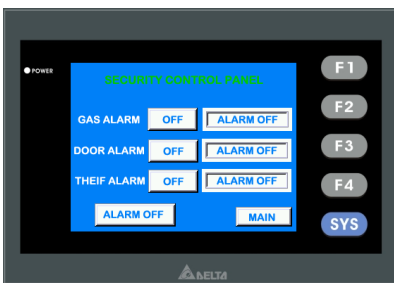 POWER
SECURITY CONTROL PANEL
GAS ALARM OFF ALARM OFF
DOOR ALARM OFF ALARM OFF
THEIF ALARM OFF ALARM OFF
ALARM OFF MAIN
F1
F2
F3
F4
SYS
DELTA